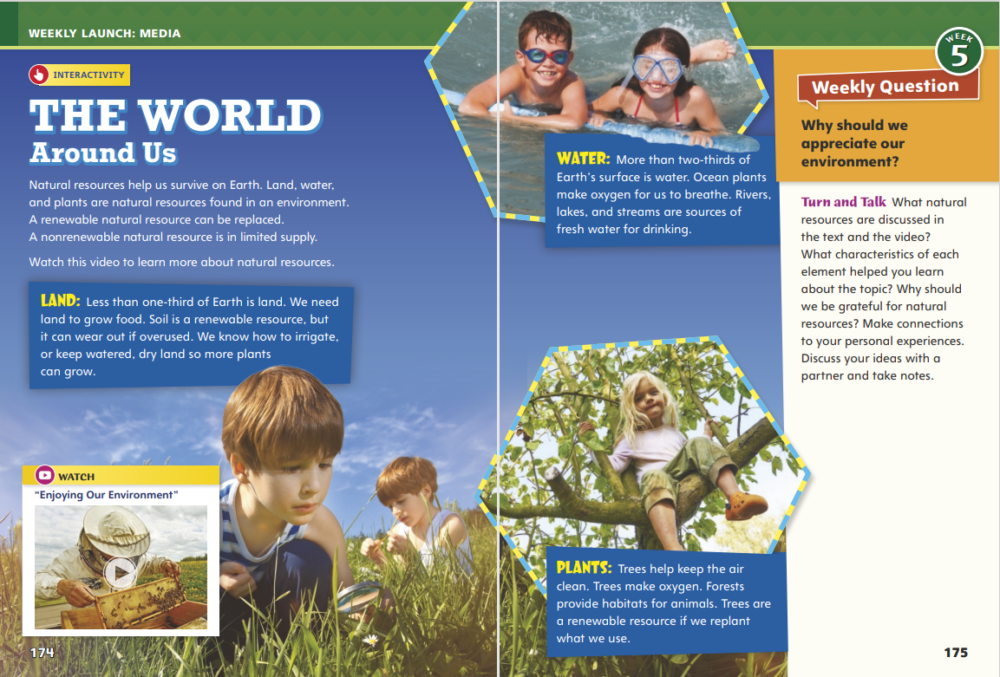 WEEKLY LAUNCH: MEDIA
INTERACTIVITY
THE WORLD
Around Us
Natural resources help us survive on Earth. Land, water,
and plants are natural resources found in an environment.
A renewable natural resource can be replaced.
A nonrenewable natural resource is in limited supply.
Watch this video to learn more about natural resources.
LAND: Less than one-third of Earth is land. We need
land to grow food. Soil is a renewable resource, but
it can wear out if overused. We know how to irrigate,
or keep watered, dry land so more plants
can grow.
WATCH
“Enjoying Our Environment”
174
WATER: More than two-thirds of
Earth’s surface is water. Ocean plants
make oxygen for us to breathe. Rivers,
lakes, and streams are sources of
fresh water for drinking.
PLANTS: Trees help keep the air
clean. Trees make oxygen. Forests
provide habitats for animals. Trees are
a renewable resource if we replant
what we use.
WEEK
5
Weekly Question
Why should we
appreciate our
environment?
Turn and Talk What natural
resources are discussed in
the text and the video?
What characteristics of each
element helped you learn
about the topic? Why should
we be grateful for natural
resources? Make connections
to your personal experiences.
Discuss your ideas with a
partner and take notes.
175